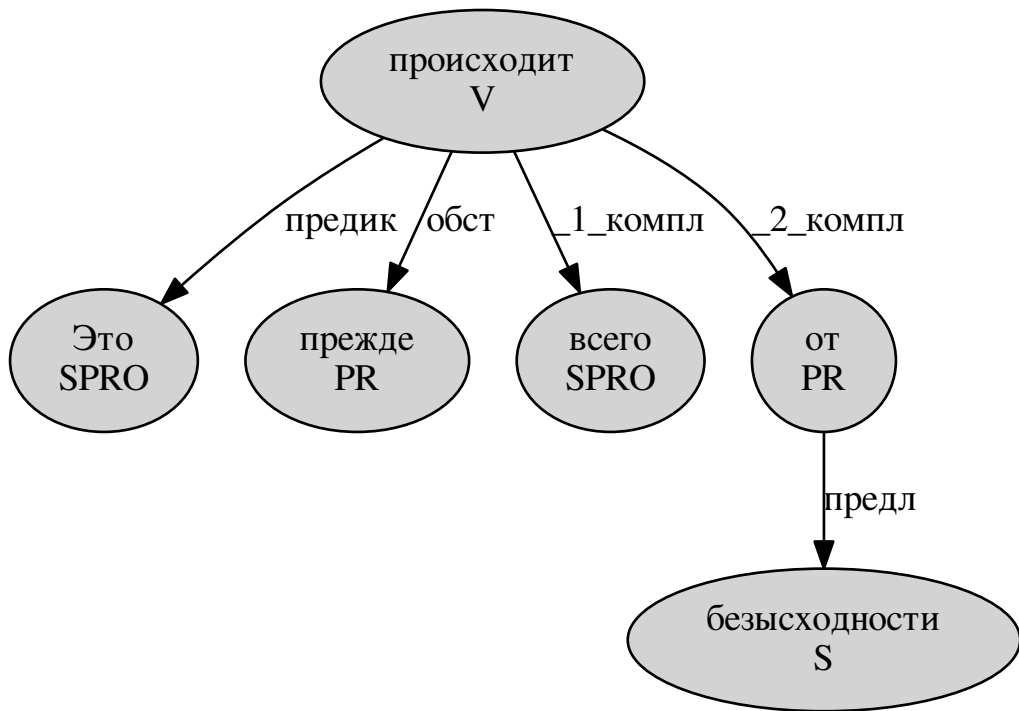 происходит
V
предик
обст
_1_компл
_2_компл
Это
SPRO
прежде
PR
всего
SPRO
от
PR
предл
безысходности
S